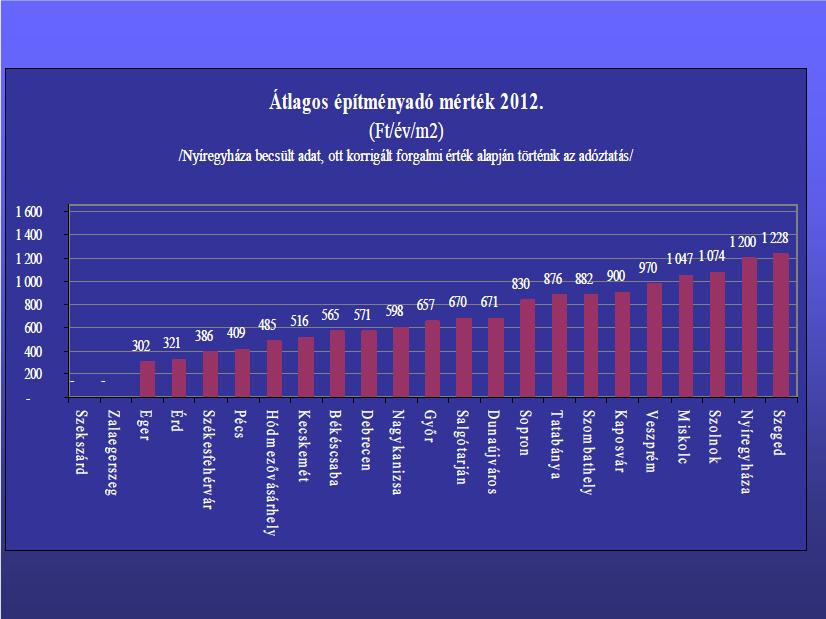 Átlagos építményadó mérték 2012.
(Ft/év/m2)
/Nyíregyháza becsült adat, ott korrigált forgalmi érték alapján történik az adóztatás/
1 600
1 400
1 200
1 000
800
600
400
200
-
-
-
302
321
386
409
485
516
565
571
598
657
670
671
830
876
882
900
970
1 047
1 074
1 200
1 228
Szekszárd
Zalaegerszeg
Eger
Érd
Székesfehérvár
Pécs
Hódmezővásárhely
Kecskemét
Békéscsaba
Debrecen
Nagykanizsa
Győr
Salgótarján
Dunaújváros
Sopron
Tatabánya
Szombathely
Kaposvár
Veszprém
Miskolc
Szolnok
Nyíregyháza
Szeged